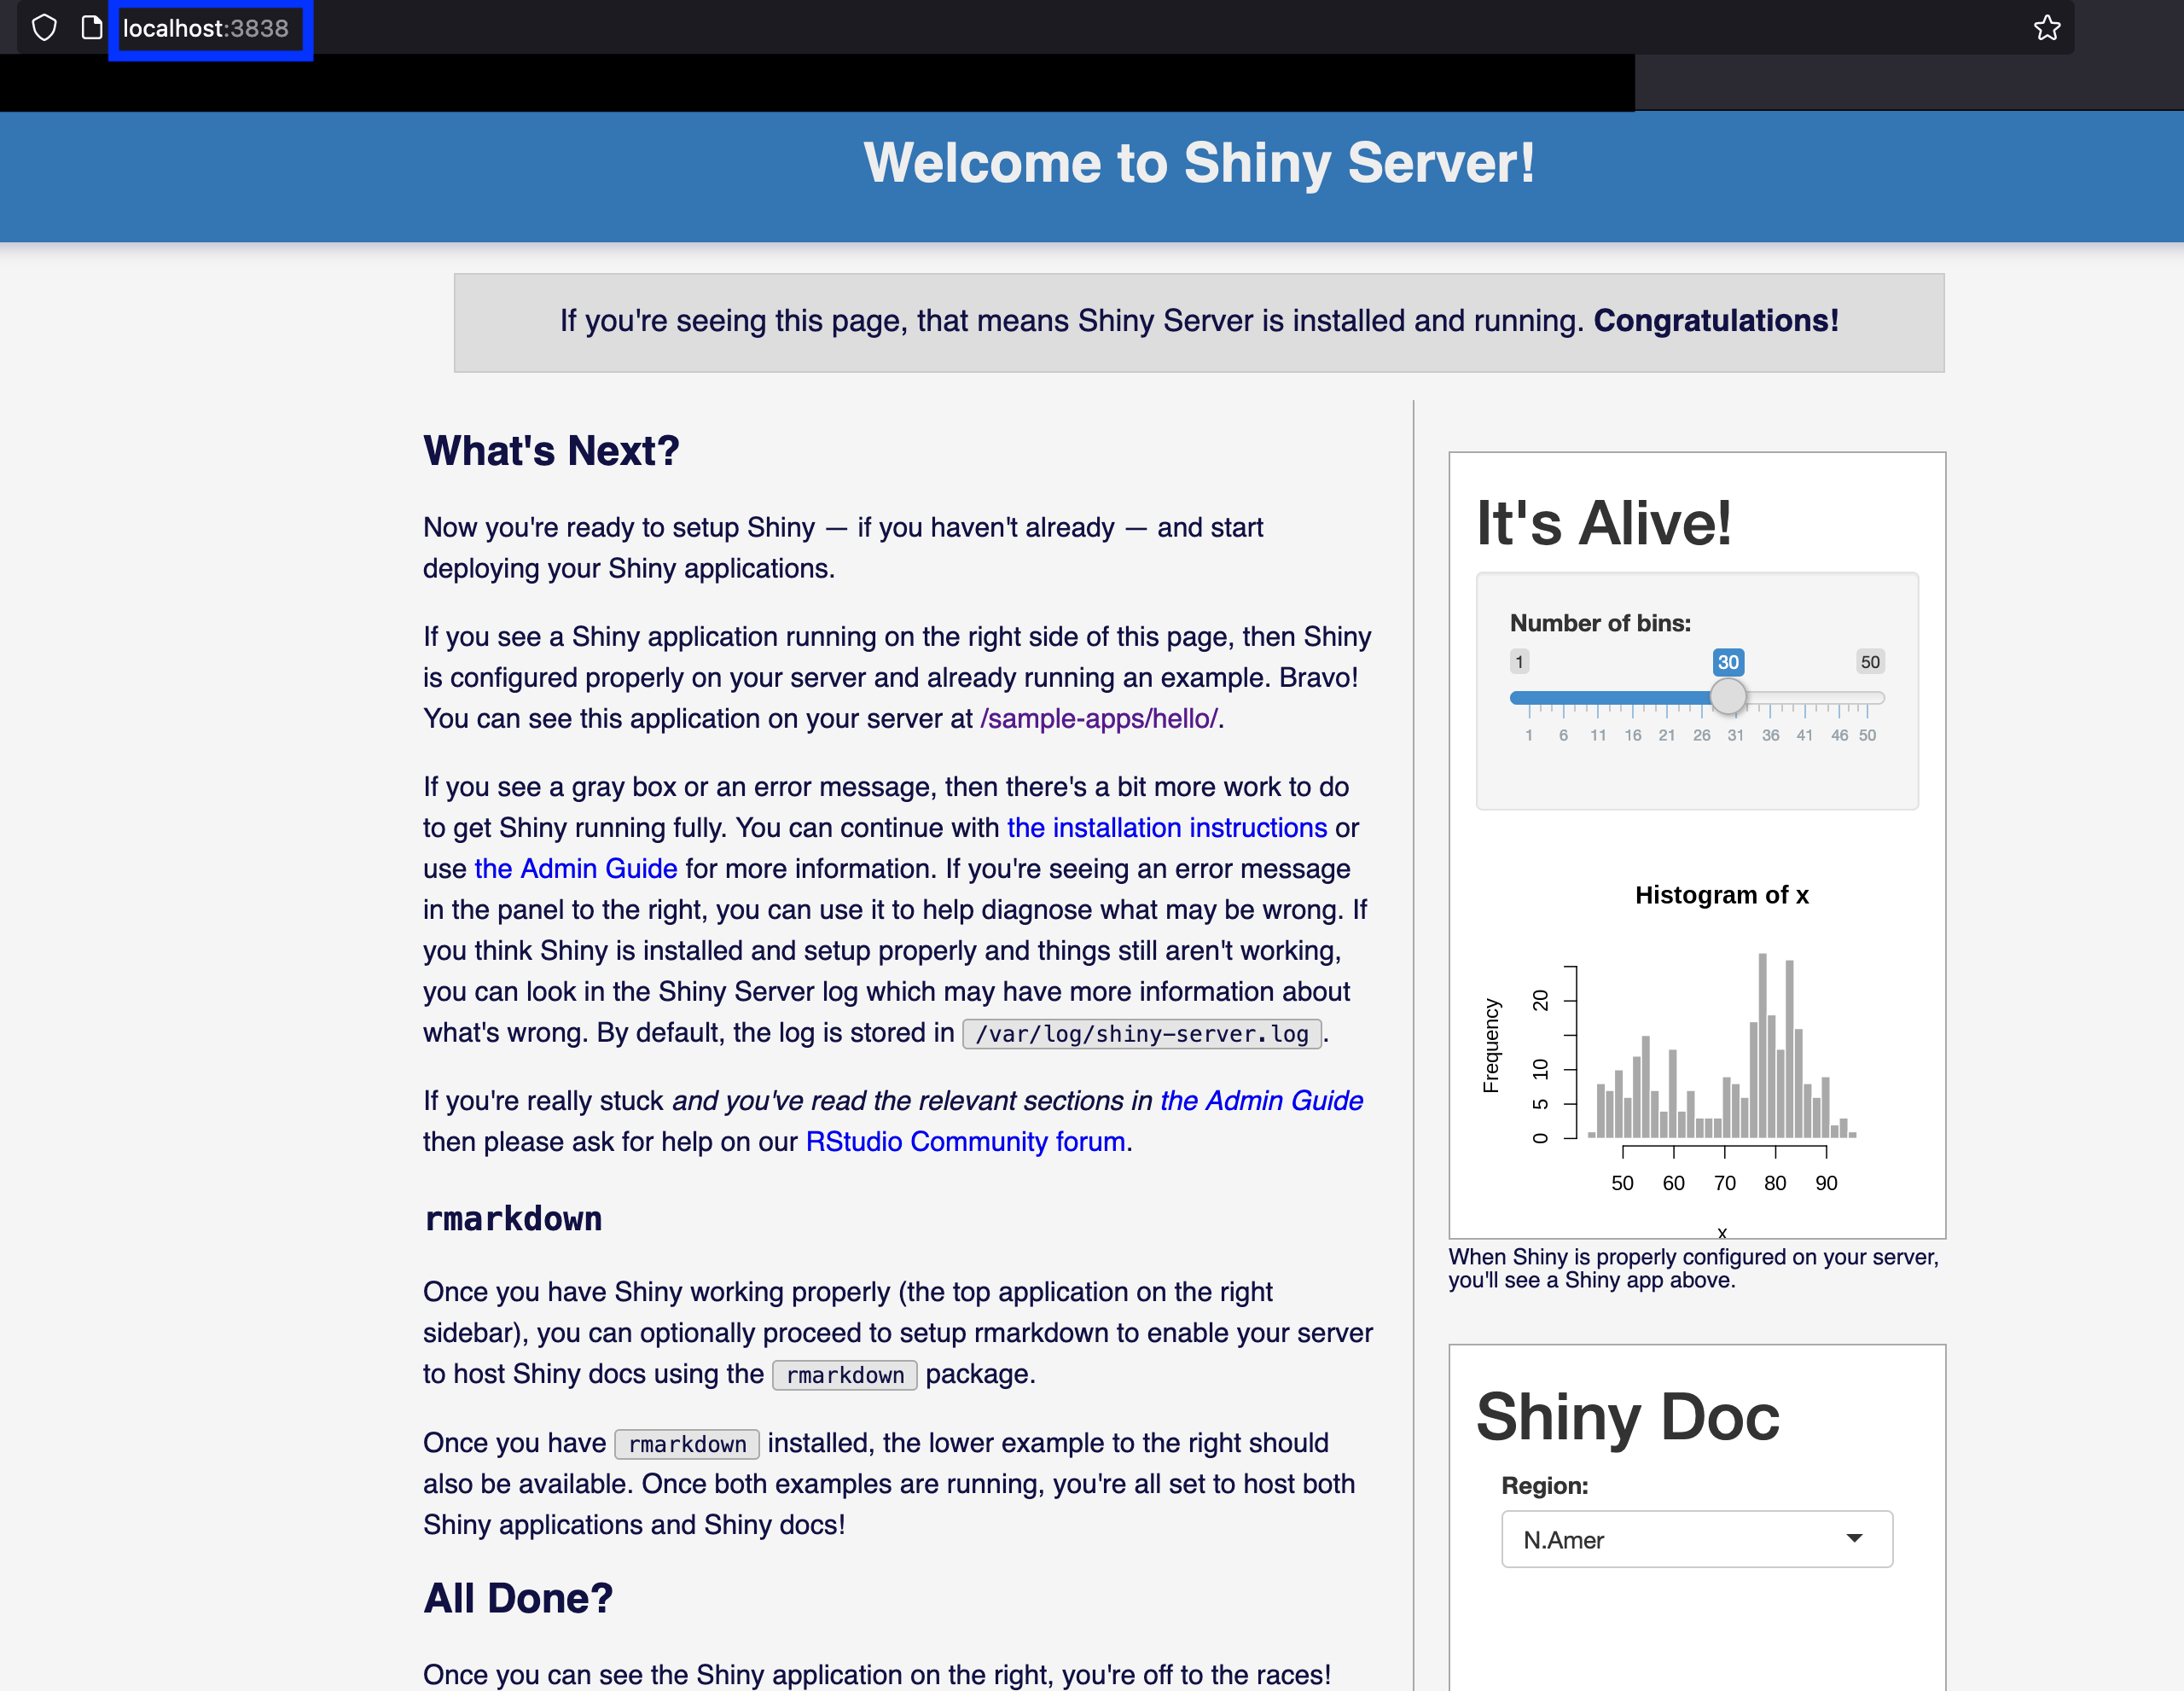 localhost:3838
Welcome to Shiny Server!
If you're seeing this page, that means Shiny Server is installed and running. Congratulations!
What's Next?
Now you're ready to setup Shiny — if you haven't already — and start
deploying your Shiny applications.
If you see a Shiny application running on the right side of this page, then Shiny
is configured properly on your server and already running an example. Bravo!
You can see this application on your server at /sample-apps/hello/.
If you see a gray box or an error message, then there's a bit more work to do
to get Shiny running fully. You can continue with the installation instructions or
use the Admin Guide for more information. If you're seeing an error message
in the panel to the right, you can use it to help diagnose what may be wrong. If
you think Shiny is installed and setup properly and things still aren't working,
you can look in the Shiny Server log which may have more information about
what's wrong. By default, the log is stored in /var/log/shiny-server.log.
If you're really stuck and you've read the relevant sections in the Admin Guide
then please ask for help on our RStudio Community forum.
rmarkdown
Once you have Shiny working properly (the top application on the right
sidebar), you can optionally proceed to setup rmarkdown to enable your server
to host Shiny docs using the rmarkdown package.
Once you have rmarkdown installed, the lower example to the right should
also be available. Once both examples are running, you're all set to host both
Shiny applications and Shiny docs!
All Done?
Once you can see the Shiny application on the right, you're off to the races!
It's Alive!
Number of bins:
1 30 50
1 6 11 16 21 26 31 36 41 46 50
Histogram of x
Frequency
20
10
5
0
50 60 70 80 90
x
When Shiny is properly configured on your server,
you'll see a Shiny app above.
Shiny Doc
Region:
N.Amer